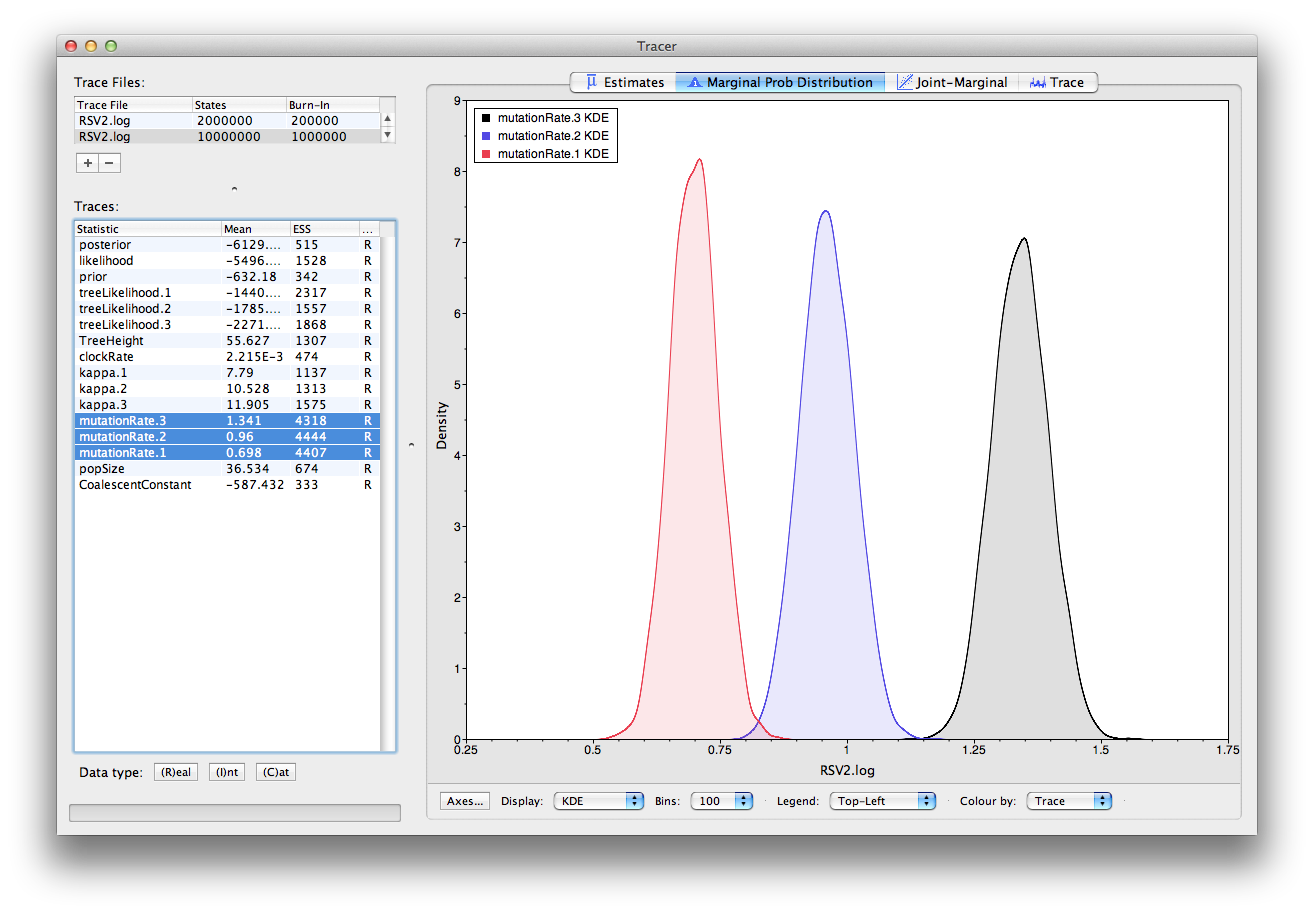 Tracer
Trace Files:
Trace File States Burn-In
RSV2.log 2000000 200000
RSV2.log 10000000 1000000
+ −
Traces:
Statistic Mean ESS ...
posterior -6129.... 515 R
likelihood -5496.... 1528 R
prior -632.18 342 R
treeLikelihood.1 -1440.... 2317 R
treeLikelihood.2 -1785.... 1557 R
treeLikelihood.3 -2271.... 1868 R
TreeHeight 55.627 1307 R
clockRate 2.215E-3 474 R
kappa.1 7.79 1137 R
kappa.2 10.528 1313 R
kappa.3 11.905 1575 R
mutationRate.3 1.341 4318 R
mutationRate.2 0.96 4444 R
mutationRate.1 0.698 4407 R
popSize 36.534 674 R
CoalescentConstant -587.432 333 R
Data type: (R)eal (I)nt (C)at
Estimates Marginal Prob Distribution Joint-Marginal Trace
mutationRate.3 KDE
mutationRate.2 KDE
mutationRate.1 KDE
9
8
7
6
5
4
3
2
1
0
Density
0.25 0.5 0.75 1 1.25 1.5 1.75
RSV2.log
Axes... Display: KDE Bins: 100 Legend: Top-Left Colour by: Trace